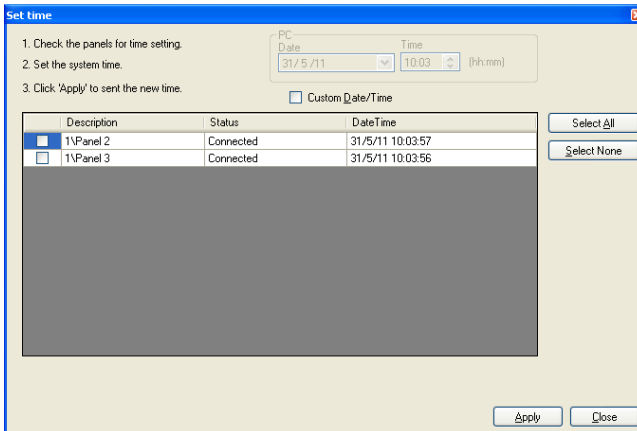 Set time
1. Check the panels for time setting.
2. Set the system time.
3. Click 'Apply' to sent the new time.
PC
Date Time
31/ 5 /11 10:03 (hh:mm)
Custom Date/Time
Description Status DateTime
1\Panel 2 Connected 31/5/11 10:03:57
1\Panel 3 Connected 31/5/11 10:03:56
Select All
Select None
Apply Close